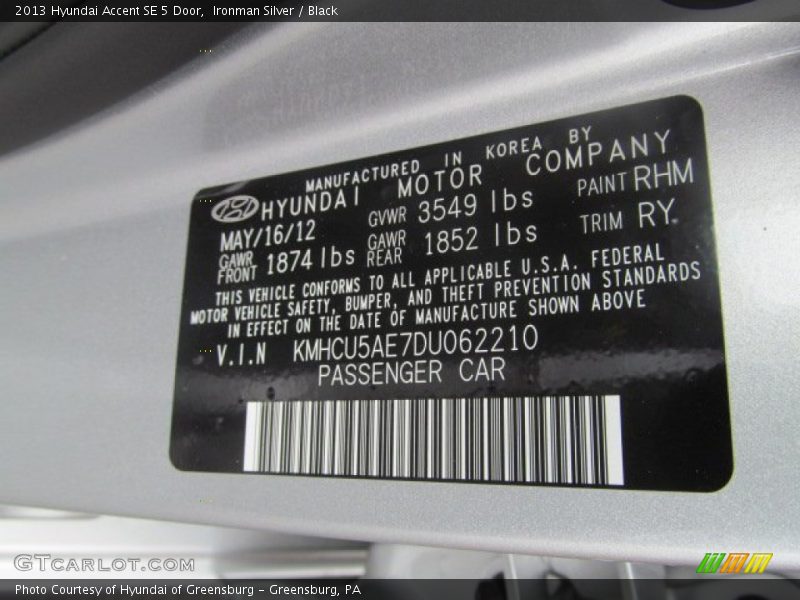 2013 Hyundai Accent SE 5 Door, Ironman Silver / Black
MANUFACTURED IN KOREA BY
HYUNDAI MOTOR COMPANY
MAY/16/12 GVWR 3549 lbs PAINT RHM
GAWR FRONT 1874 lbs GAWR REAR 1852 lbs TRIM RY
THIS VEHICLE CONFORMS TO ALL APPLICABLE U.S.A. FEDERAL
MOTOR VEHICLE SAFETY, BUMPER, AND THEFT PREVENTION STANDARDS
IN EFFECT ON THE DATE OF MANUFACTURE SHOWN ABOVE
V.I.N KMHCU5AE7DU062210
PASSENGER CAR
GTCARLOT.COM
Photo Courtesy of Hyundai of Greensburg - Greensburg, PA